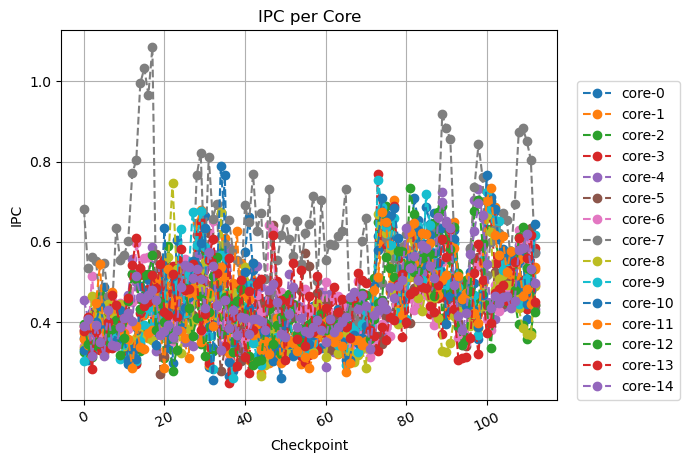 IPC per Core
IPC
1.0
0.8
0.6
0.4
0
20
40
60
80
100
Checkpoint
core-0
core-1
core-2
core-3
core-4
core-5
core-6
core-7
core-8
core-9
core-10
core-11
core-12
core-13
core-14